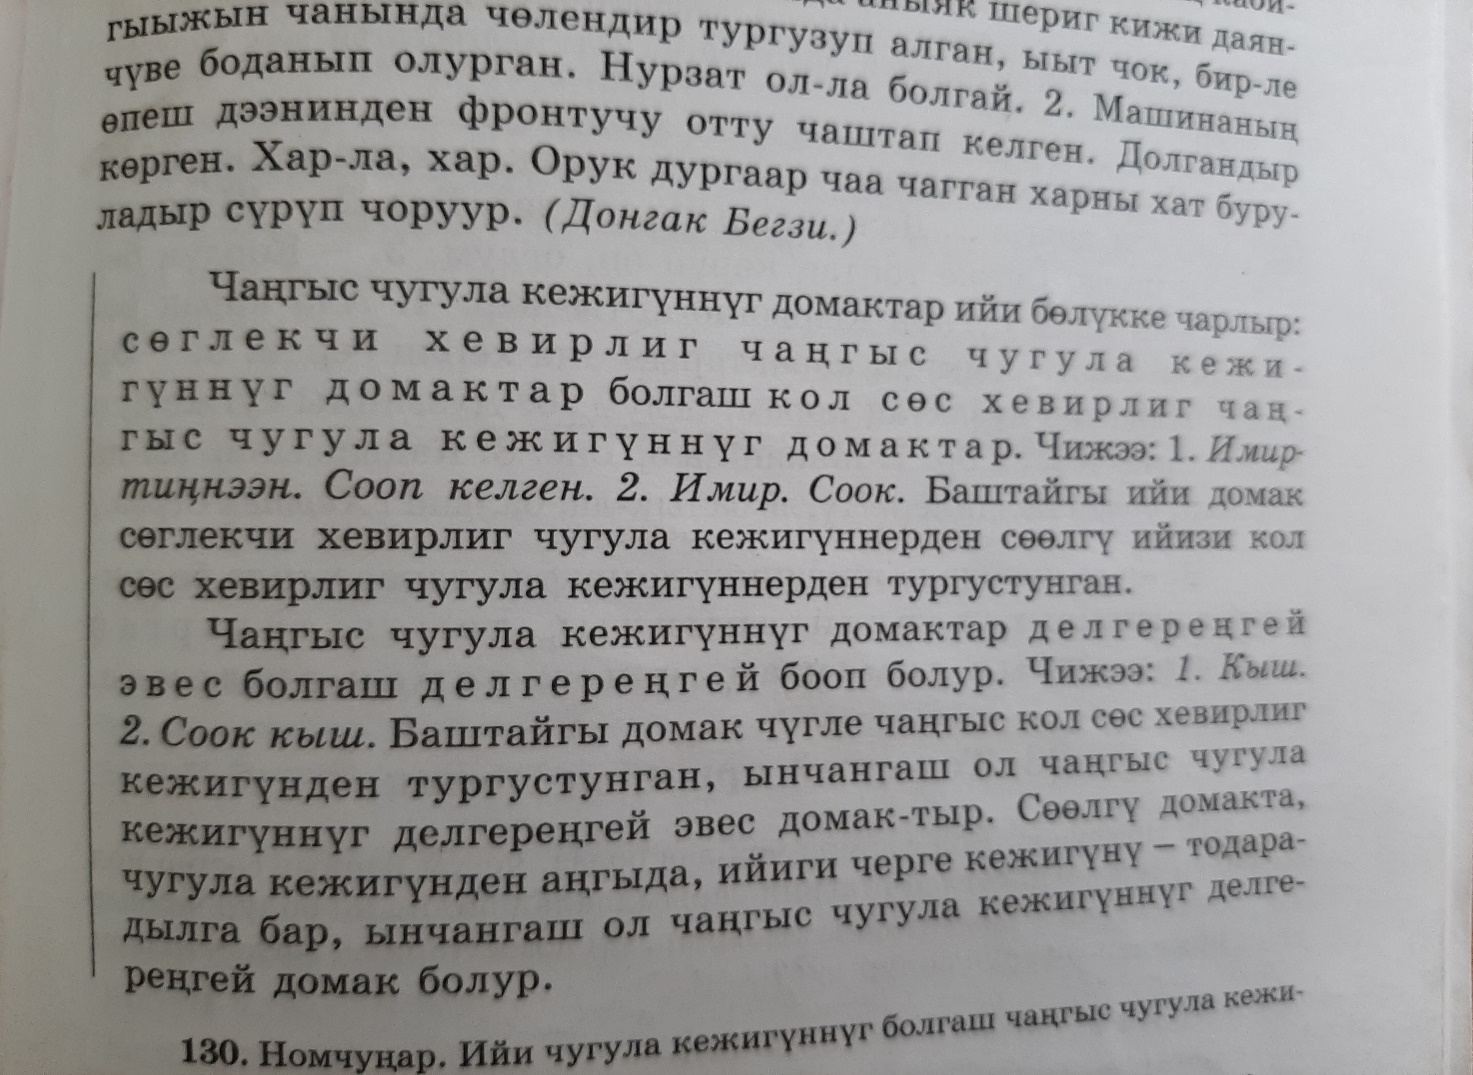 аныяк шериг кижи даян-
гыыжын чанында чөлендир тургузуп алган, ыыт чок, бир-ле
чүве боданып олурган. Нурзат ол-ла болгай. 2. Машинаның
өпеш дээнинден фронтучу отту чаштап келген. Долгандыр
көрген. Хар-ла, хар. Орук дургаар чаа чагган харны хат буру-
ладыр сүрүп чоруур. (Донгак Бегзи.)
Чаңгыс чугула кежигүннүг домактар ийи бөлүкке чарлыр:
сөглекчи хевирлиг чаңгыс чугула кежи-
гүннүг домактар болгаш кол сөс хевирлиг чаң-
гыс чугула кежигүннүг домактар. Чижээ: 1. Имир-
тиңнээн. Сооп келген. 2. Имир. Соок. Баштайгы ийи домак
сөглекчи хевирлиг чугула кежигүннерден сөөлгү ийизи кол
сөс хевирлиг чугула кежигүннерден тургустунган.
Чаңгыс чугула кежигүннүг домактар делгереңгей
эвес болгаш делгереңгей бооп болур. Чижээ: 1. Кыш.
2. Соок кыш. Баштайгы домак чүгле чаңгыс кол сөс хевирлиг
кежигүнден тургустунган, ынчангаш ол чаңгыс чугула
кежигүннүг делгереңгей эвес домак-тыр. Сөөлгү домакта,
чугула кежигүнден аңгыда, ийиги черге кежигүнү – тодара-
дылга бар, ынчангаш ол чаңгыс чугула кежигүннүг делге-
реңгей домак болур.
130. Номчуңар. Ийи чугула кежигүннүг болгаш чаңгыс чугула кежи-